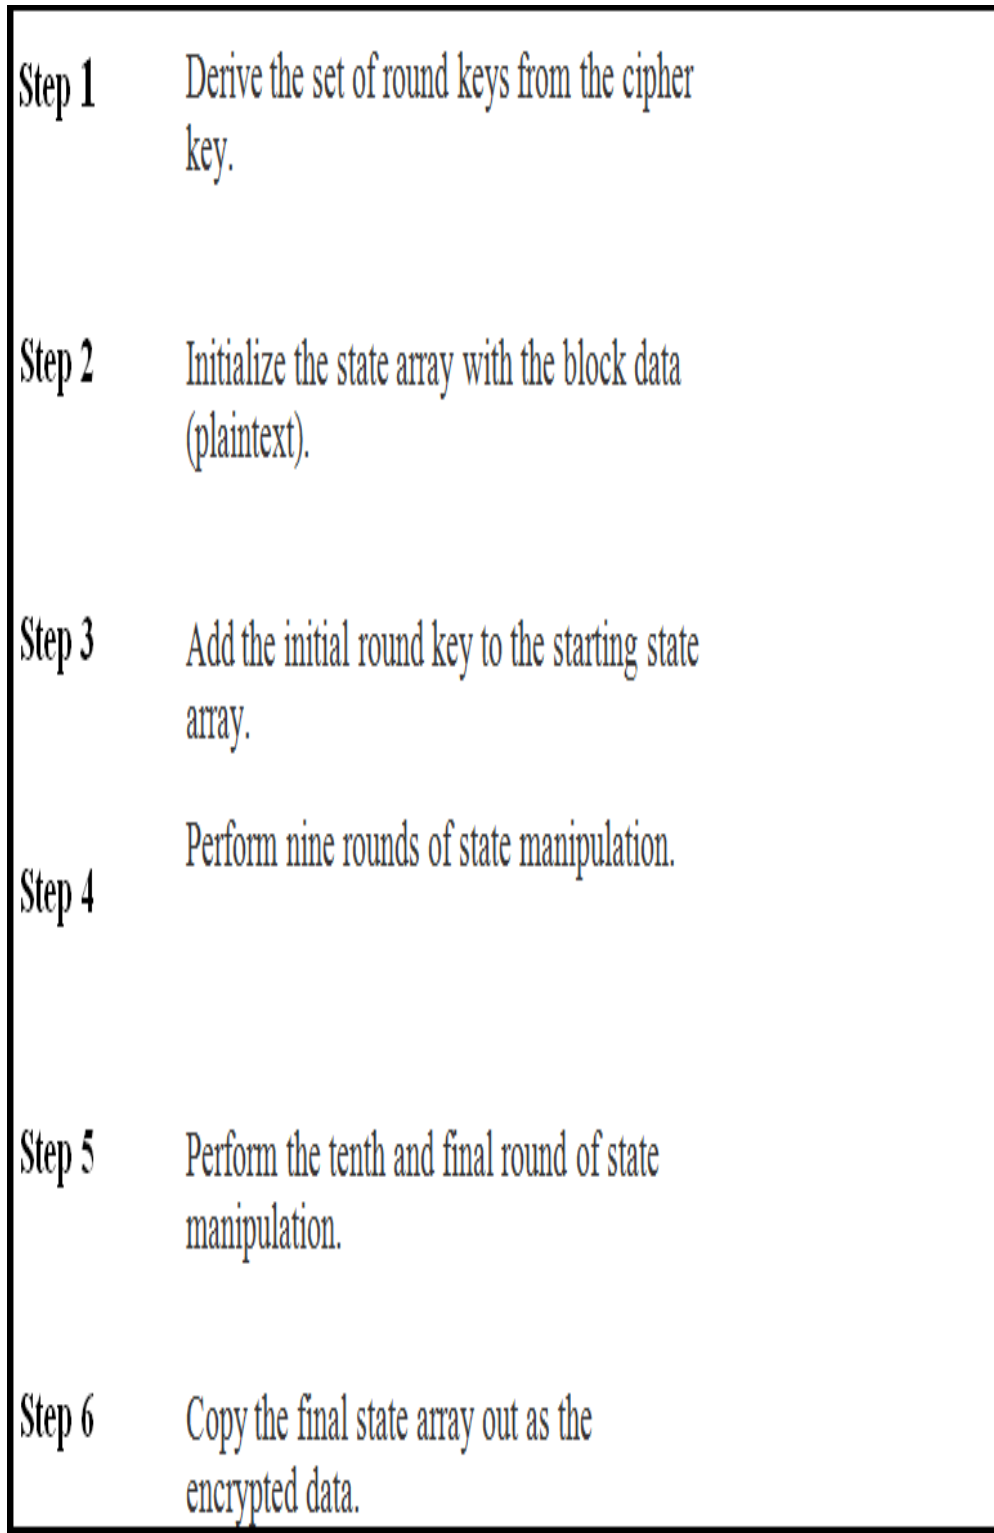 Step 1 Derive the set of round keys from the cipher
key.
Step 2 Initialize the state array with the block data
(plaintext).
Step 3 Add the initial round key to the starting state
array.
Perform nine rounds of state manipulation.
Step 4
Step 5 Perform the tenth and final round of state
manipulation.
Step 6 Copy the final state array out as the
encrypted data.